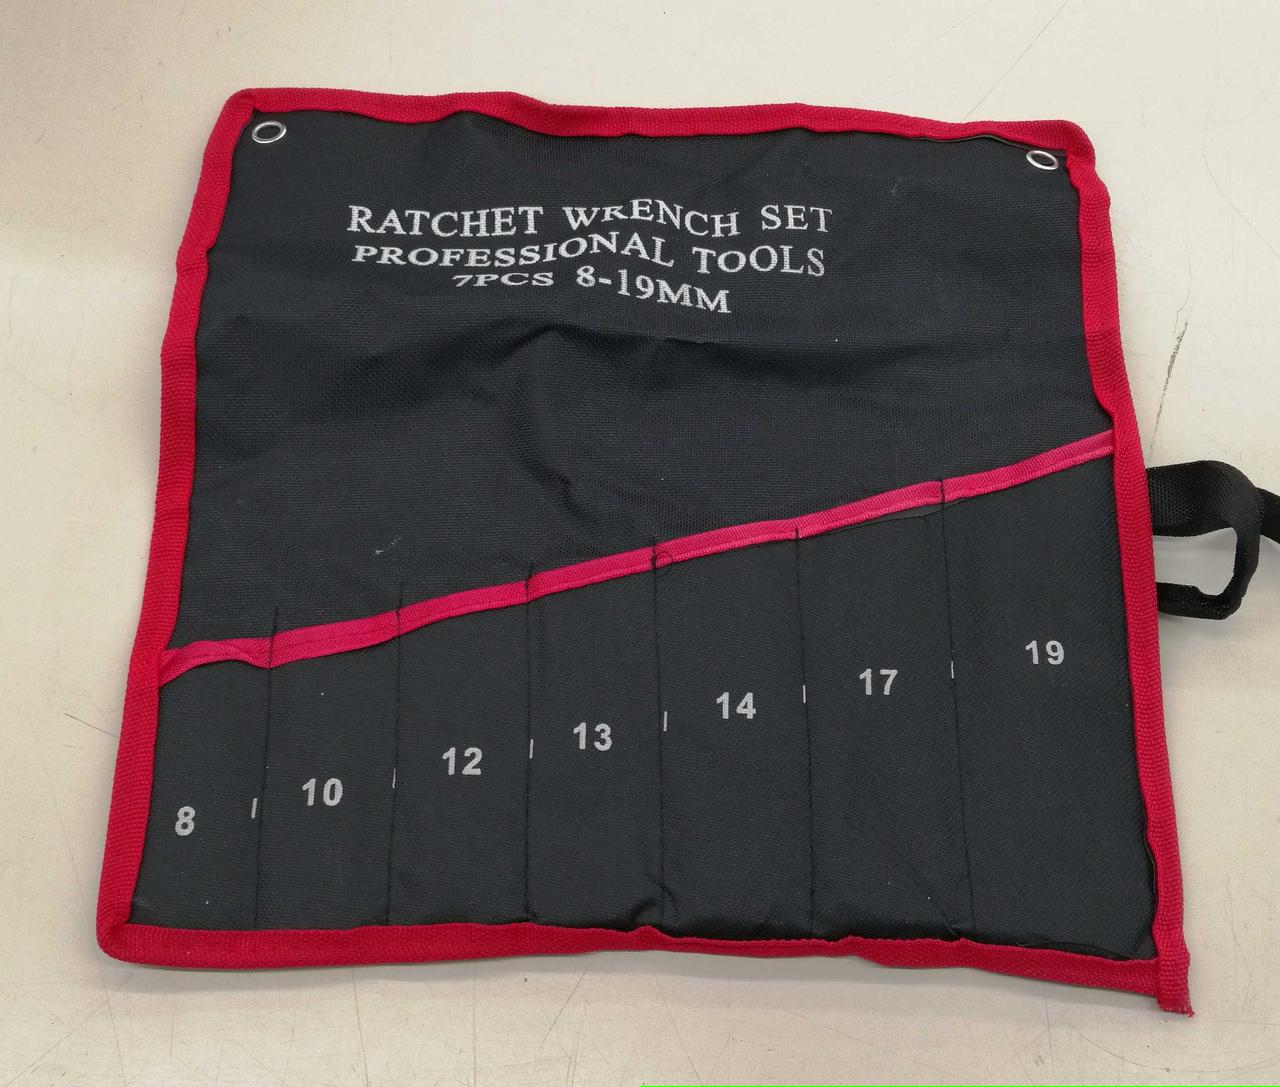 RATCHET WRENCH SET
PROFESSIONAL TOOLS
7PCS 8-19MM
8
10
12
13
14
17
19